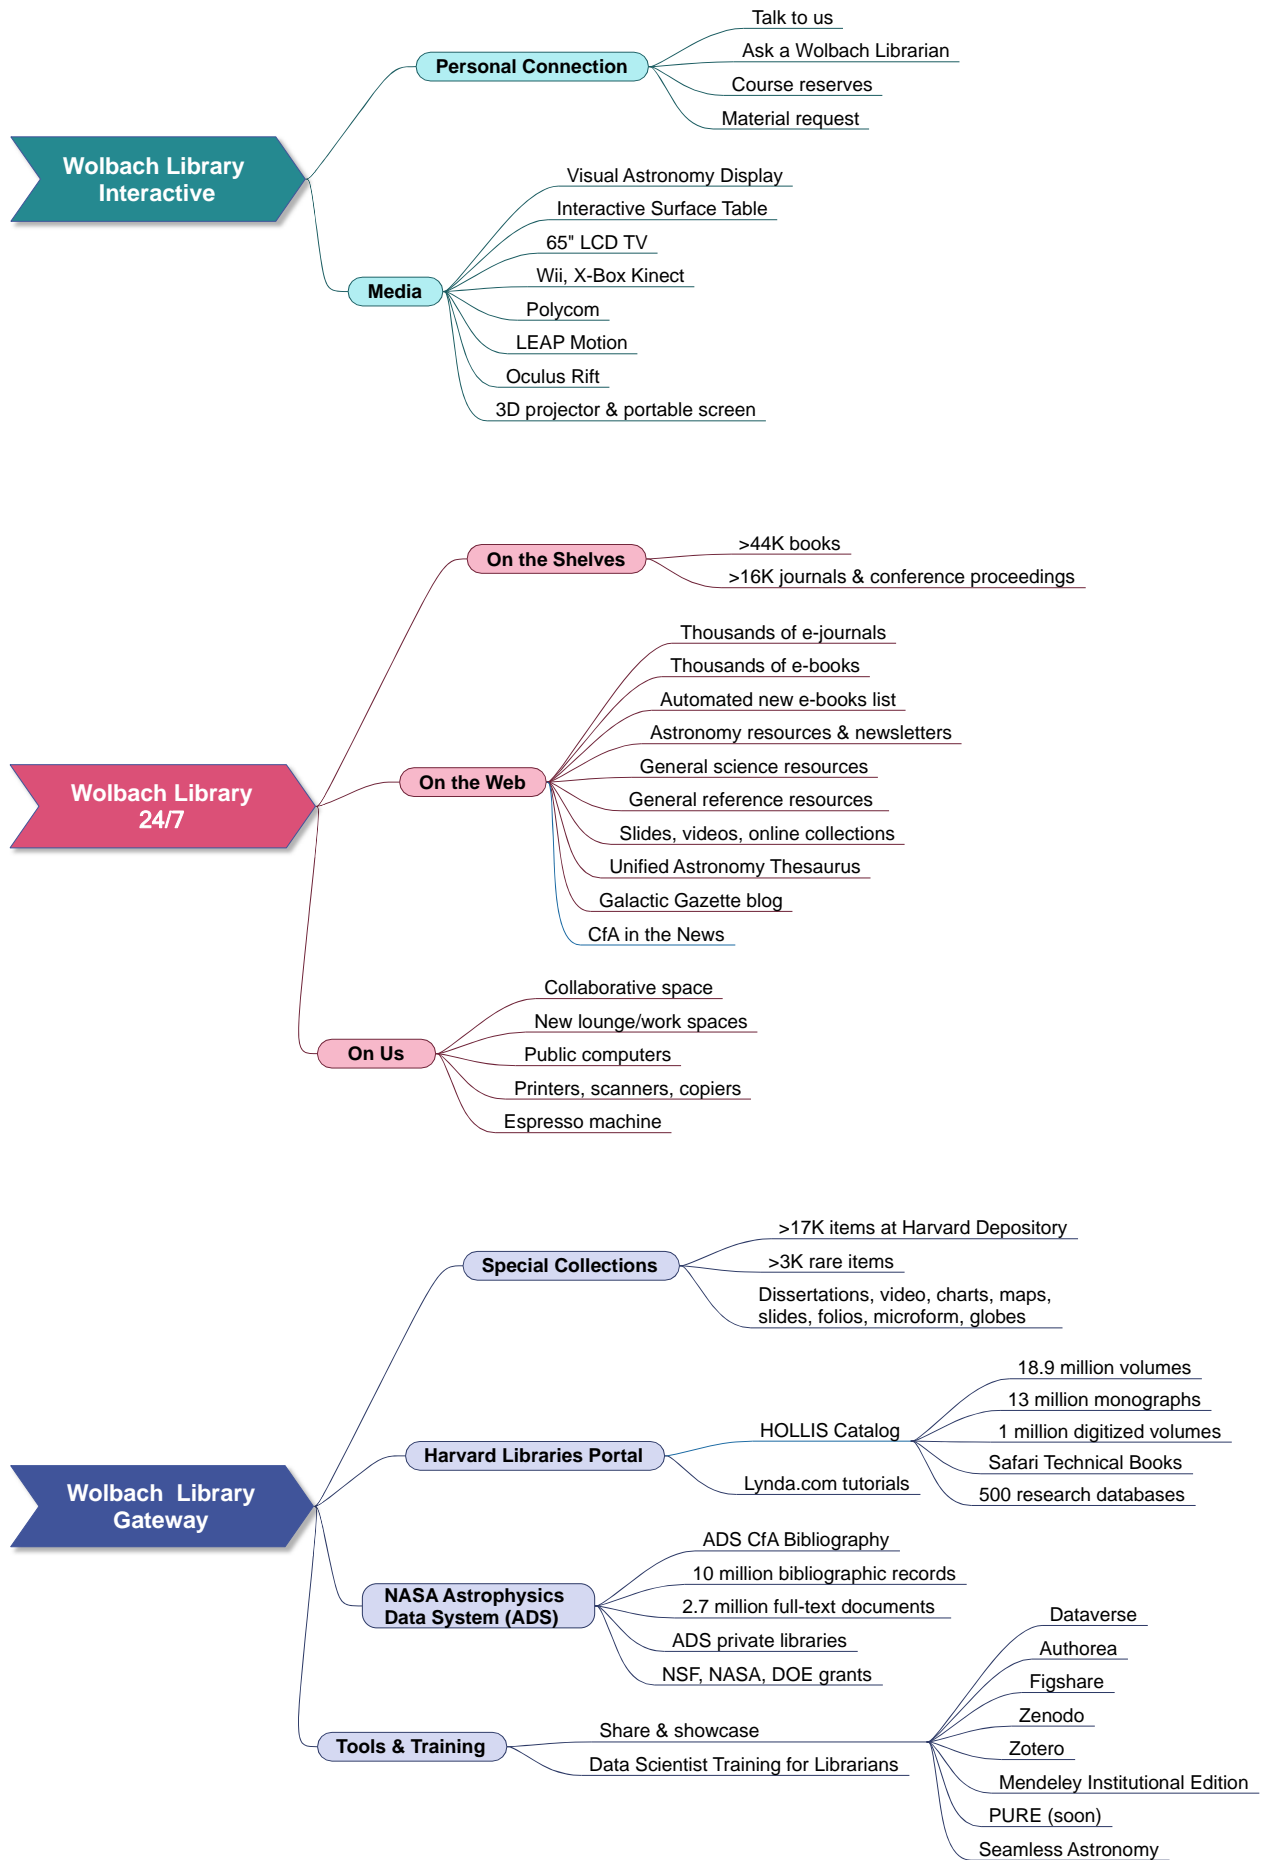 Wolbach Library
Interactive
Personal Connection
Talk to us
Ask a Wolbach Librarian
Course reserves
Material request
Media
Visual Astronomy Display
Interactive Surface Table
65" LCD TV
Wii, X-Box Kinect
Polycom
LEAP Motion
Oculus Rift
3D projector & portable screen
Wolbach Library
24/7
On the Shelves
>44K books
>16K journals & conference proceedings
On the Web
Thousands of e-journals
Thousands of e-books
Automated new e-books list
Astronomy resources & newsletters
General science resources
General reference resources
Slides, videos, online collections
Unified Astronomy Thesaurus
Galactic Gazette blog
CfA in the News
On Us
Collaborative space
New lounge/work spaces
Public computers
Printers, scanners, copiers
Espresso machine
Wolbach Library
Gateway
Special Collections
>17K items at Harvard Depository
>3K rare items
Dissertations, video, charts, maps,
slides, folios, microform, globes
Harvard Libraries Portal
HOLLIS Catalog
18.9 million volumes
13 million monographs
1 million digitized volumes
Safari Technical Books
500 research databases
Lynda.com tutorials
NASA Astrophysics
Data System (ADS)
ADS CfA Bibliography
10 million bibliographic records
2.7 million full-text documents
ADS private libraries
NSF, NASA, DOE grants
Tools & Training
Share & showcase
Dataverse
Authorea
Figshare
Zenodo
Zotero
Mendeley Institutional Edition
PURE (soon)
Seamless Astronomy
Data Scientist Training for Librarians